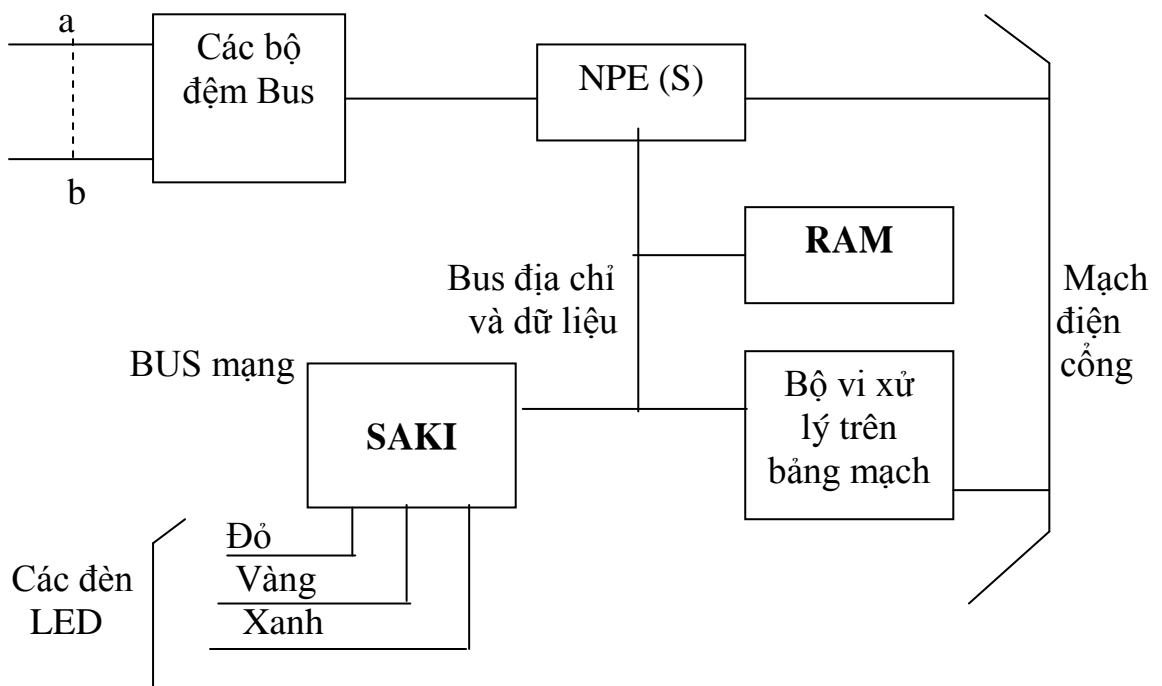 a
Các bộ
đệm Bus
b
NPE (S)
RAM
Bus địa chỉ
và dữ liệu
Mạch
điện
cổng
BUS mạng
SAKI
Bộ vi xử
lý trên
bảng mạch
Đỏ
Vàng
Xanh
Các đèn
LED